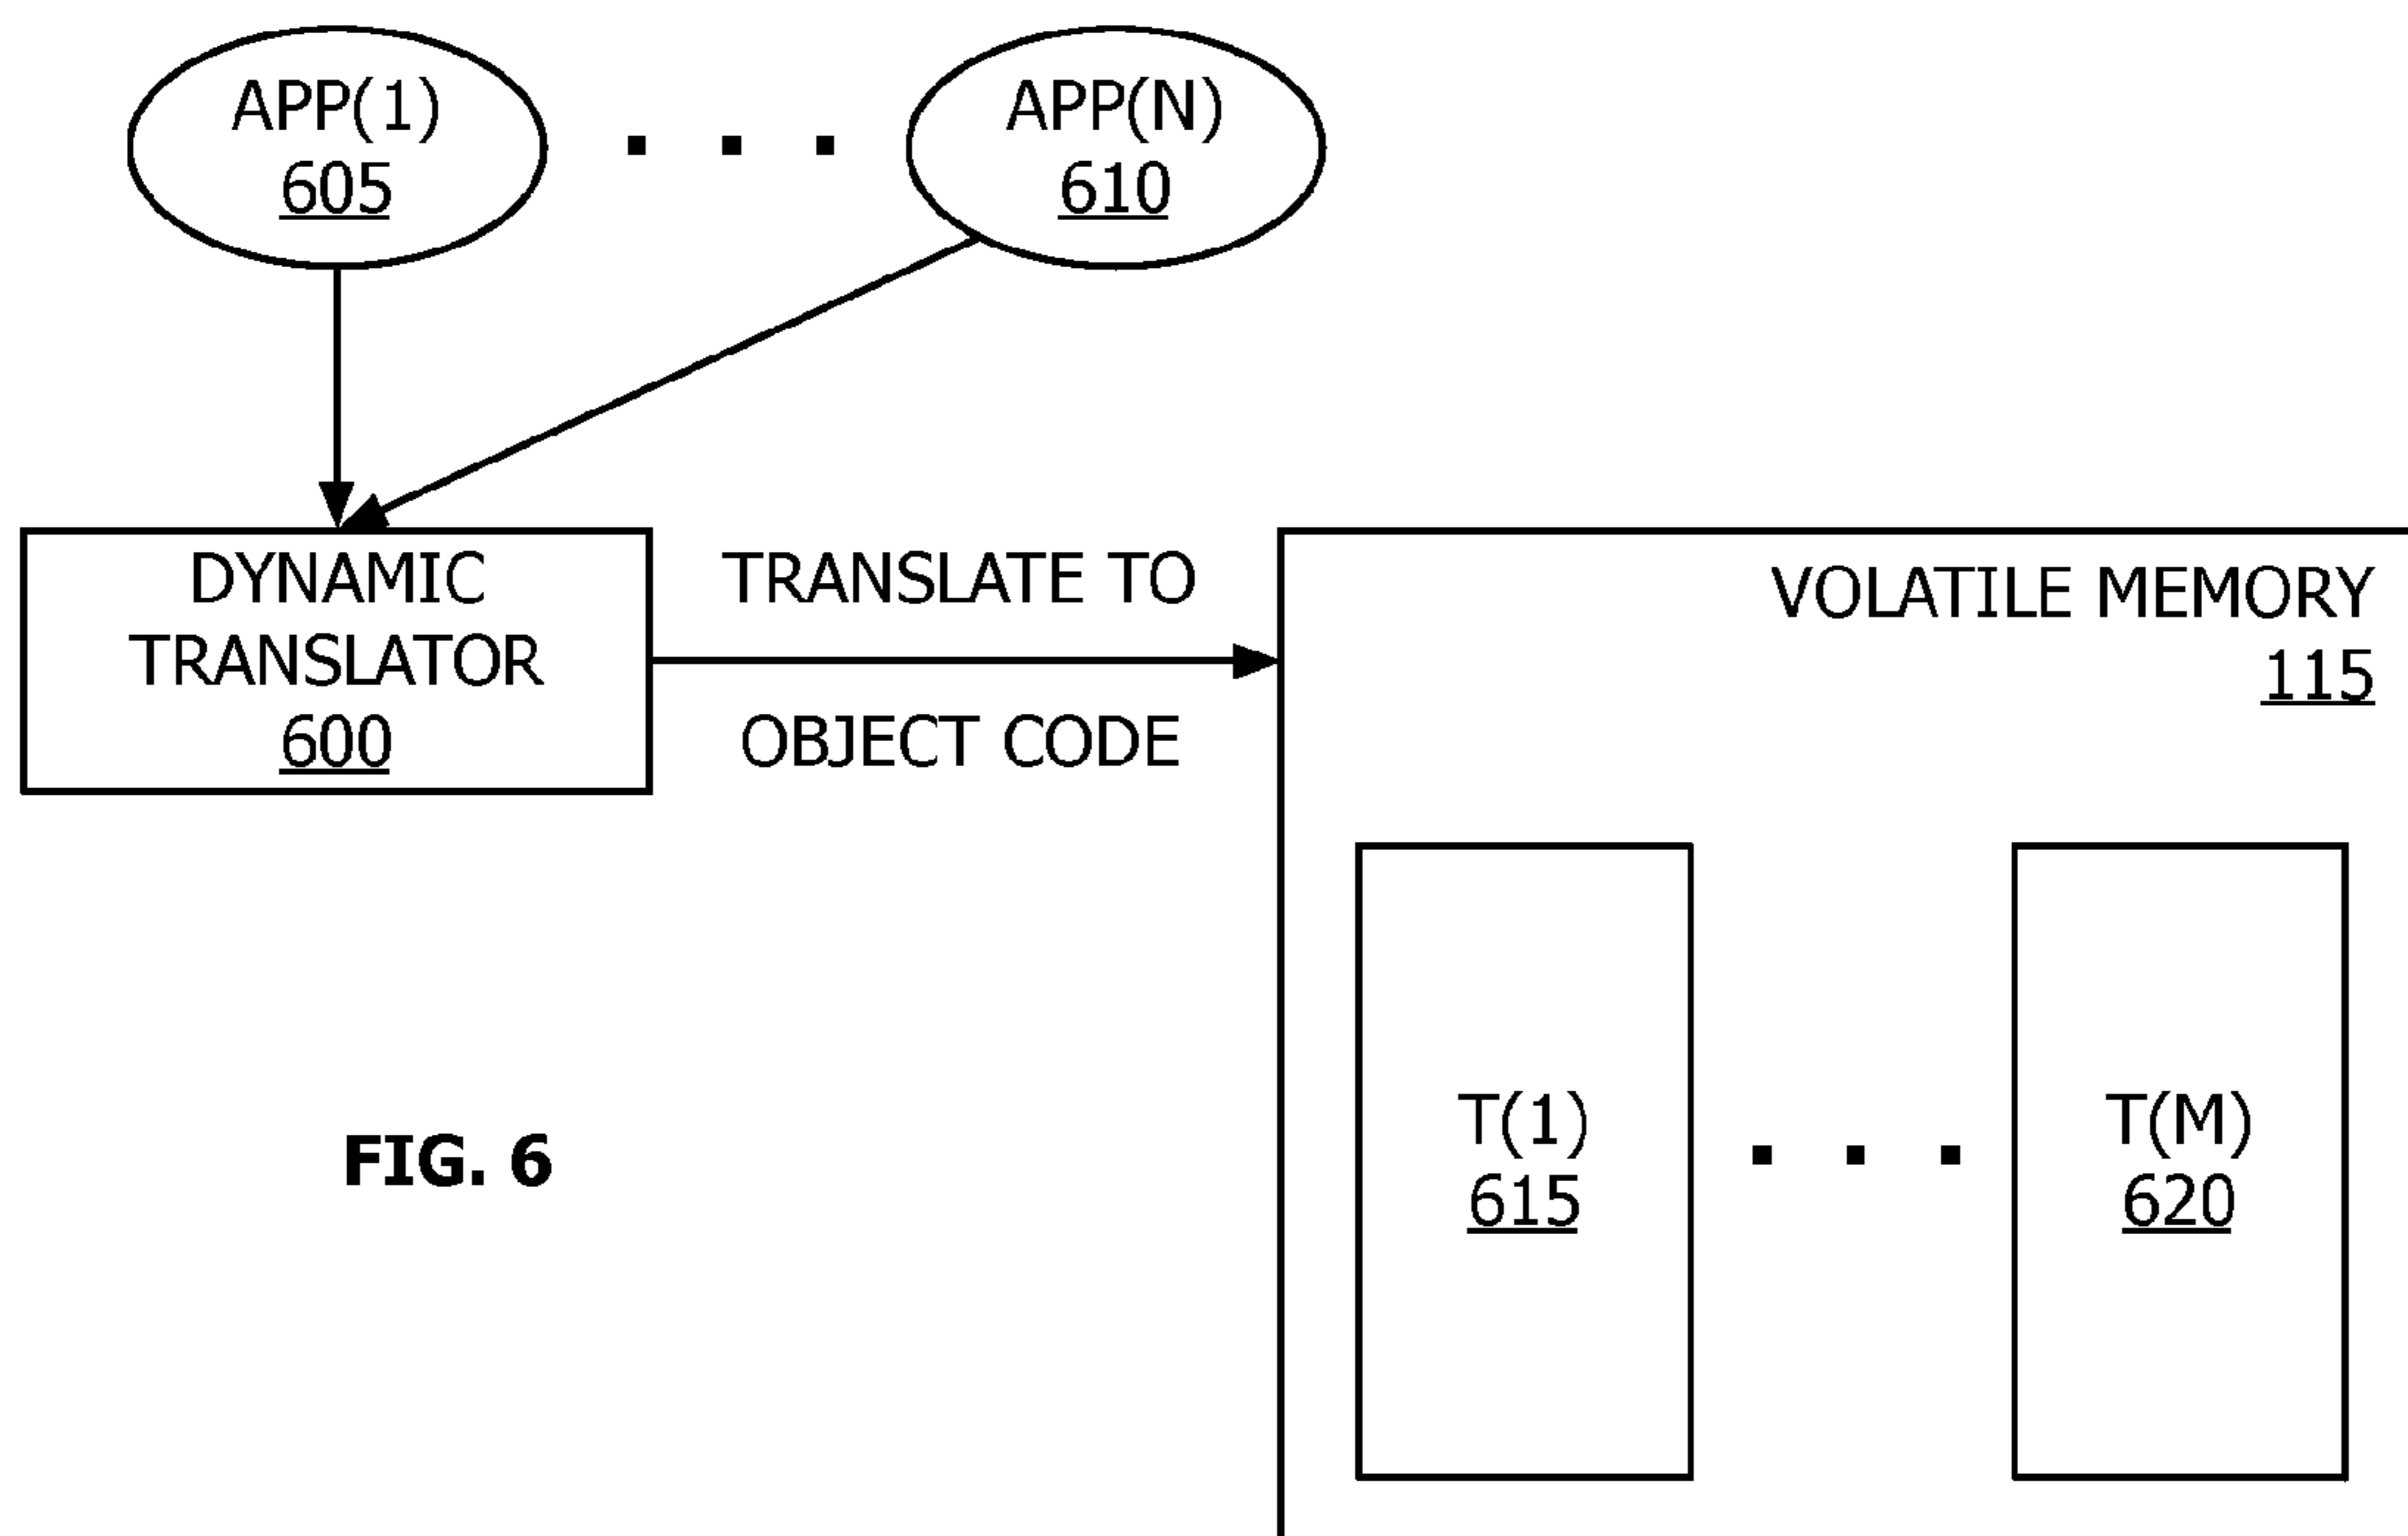 APP(1)
605
APP(N)
610
DYNAMIC
TRANSLATOR
600
TRANSLATE TO
OBJECT CODE
VOLATILE MEMORY
115
T(1)
615
T(M)
620
FIG. 6